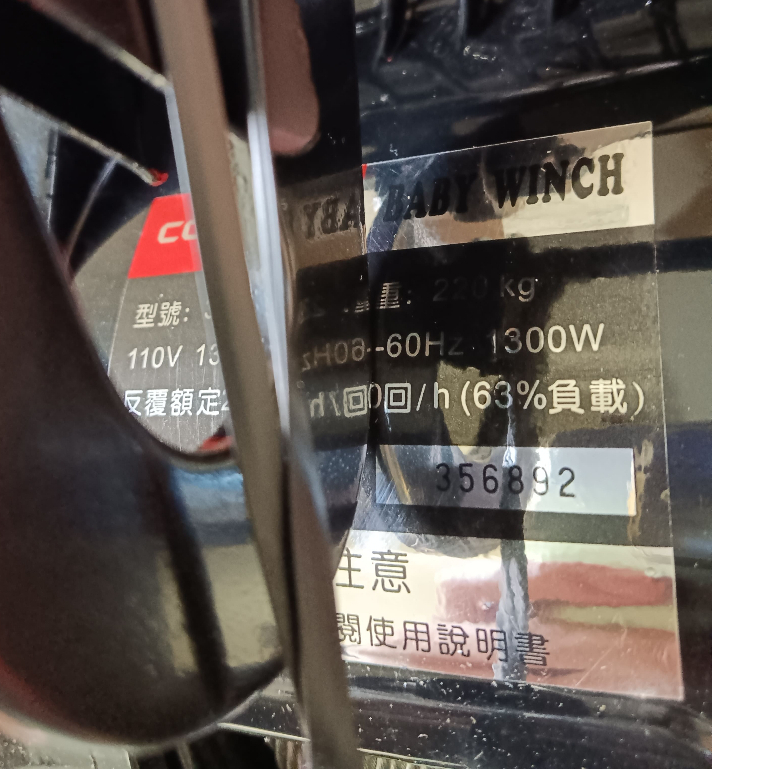 BABY WINCH
型號: 重: 220 kg
110V 13 -60Hz 1300W
反覆額定 0回/h (63%負載)
356892
注意
閱使用說明書